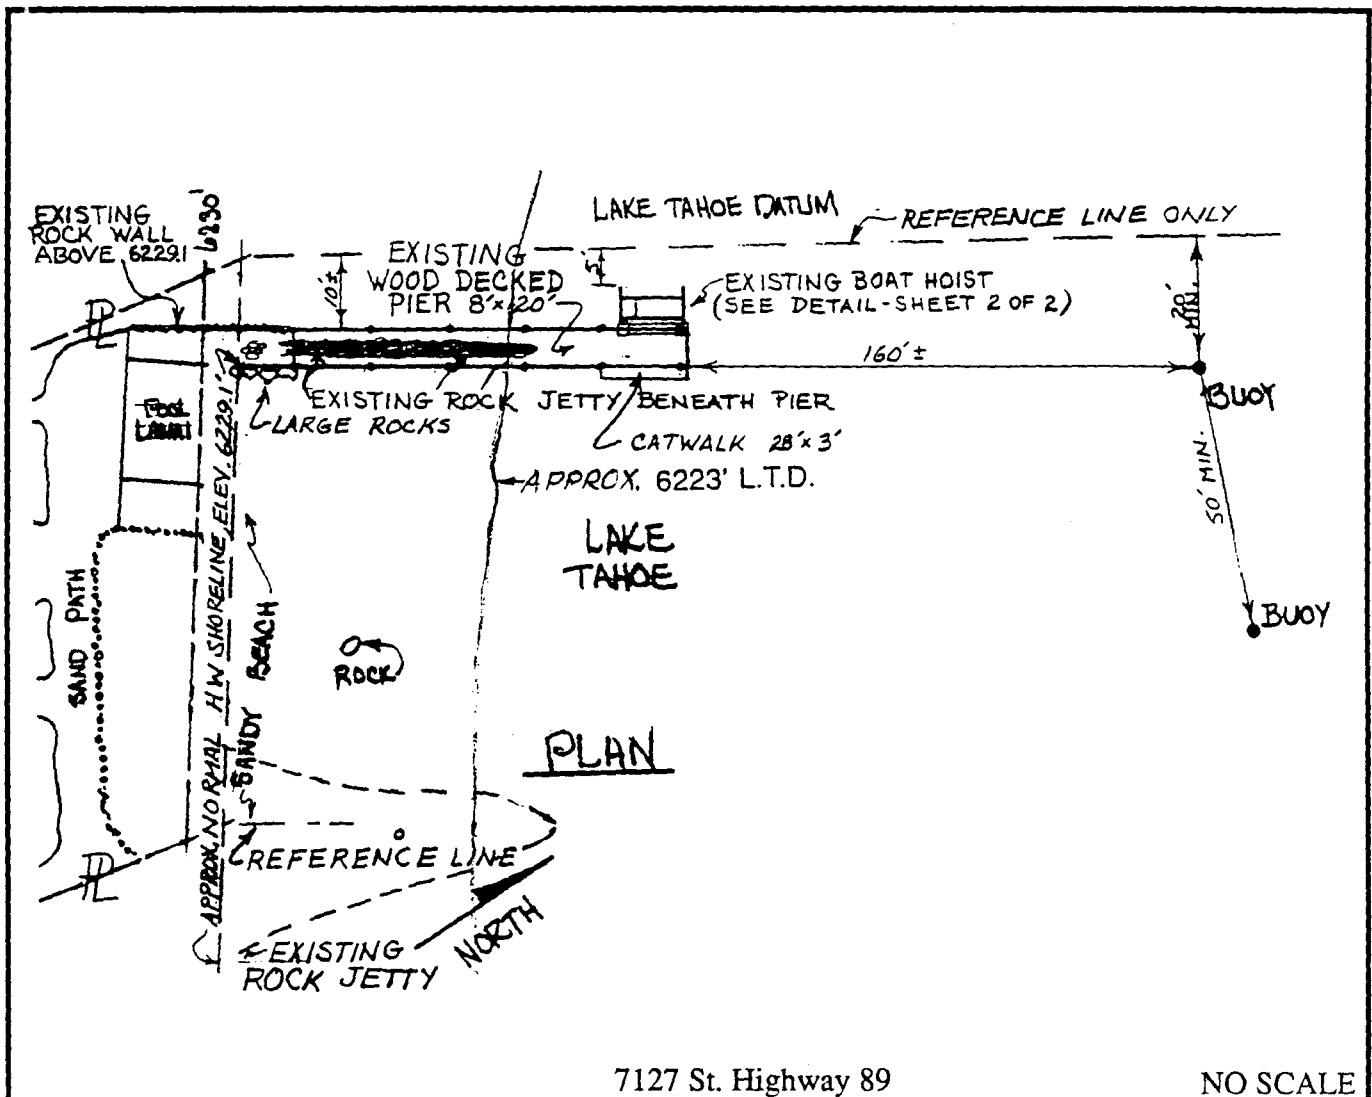 EXISTING
ROCK WALL
ABOVE 6229.1
6230'
LAKE TAHOE DATUM
REFERENCE LINE ONLY
PL
10'±
EXISTING
WOOD DECKED
PIER 8'x120'
5'
EXISTING BOAT HOIST
(SEE DETAIL-SHEET 2 OF 2)
20'
MIN.
160'±
BUOY
EXISTING ROCK JETTY BENEATH PIER
LARGE ROCKS
CATWALK 28'x3'
APPROX. 6223' L.T.D.
50' MIN.
BUOY
LAKE
TAHOE
SAND PATH
APPROX. NORMAL HW SHORELINE, ELEV. 6229.1'
SANDY BEACH
ROCK
PLAN
PL
REFERENCE LINE
EXISTING
ROCK JETTY
NORTH
7127 St. Highway 89
NO SCALE